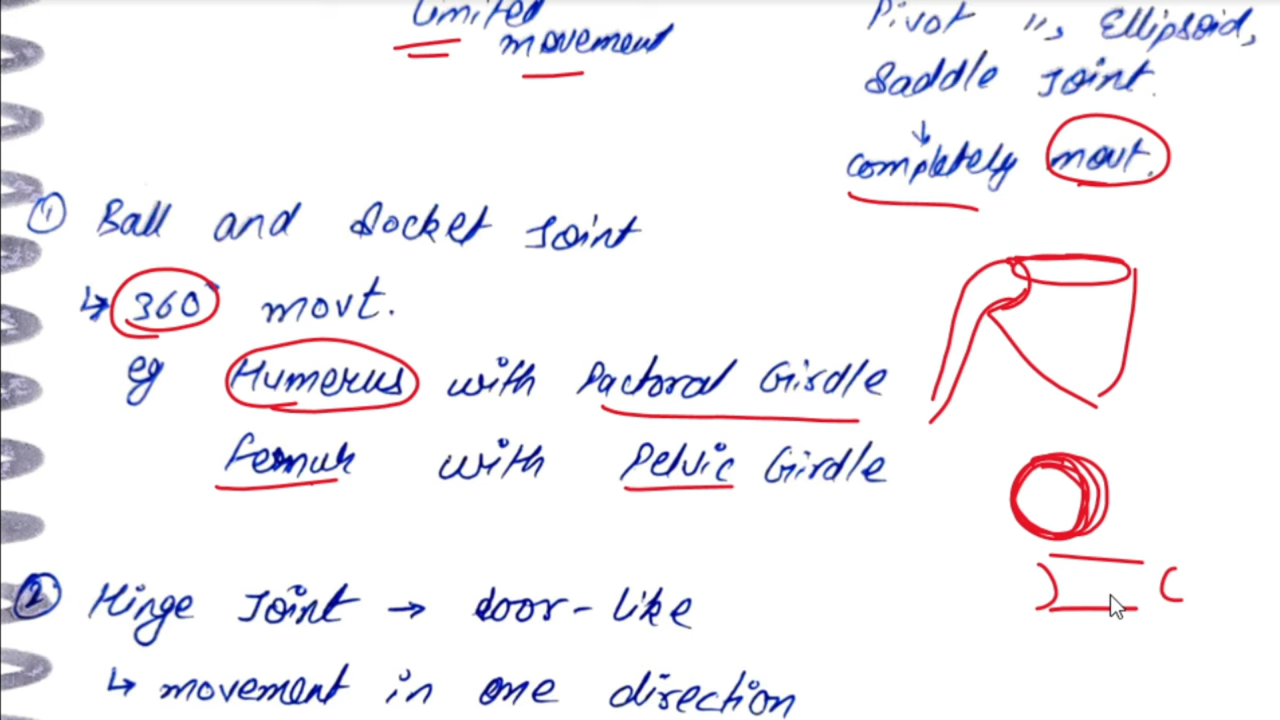 Limited
movement
Pivot ", Ellipsoid,
Saddle Joint.
↓
completely movt.
① Ball and Socket Joint
↳ 360° movt.
eg Humerus with Pactoral Girdle
Femur with Pelvic Girdle
② Hinge Joint → door-like
↳ movement in one direction